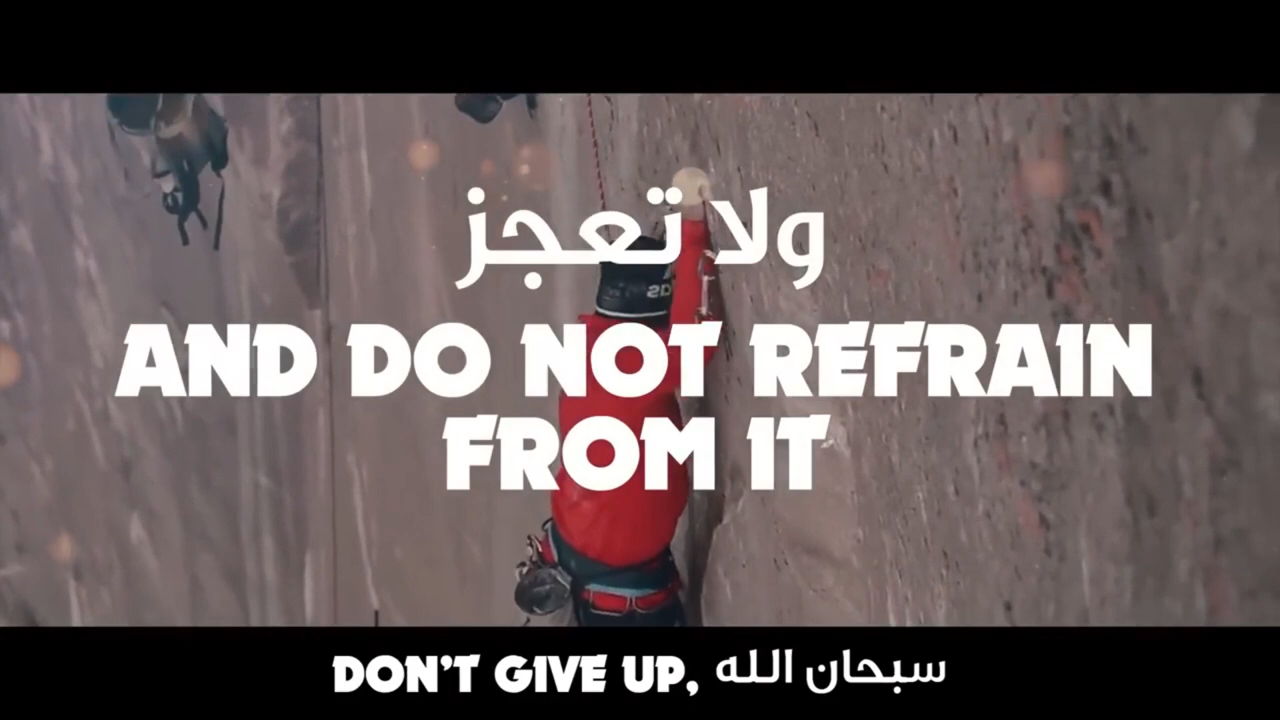 ولا تعجز
AND DO NOT REFRAIN
FROM IT
DON'T GIVE UP, سبحان الله